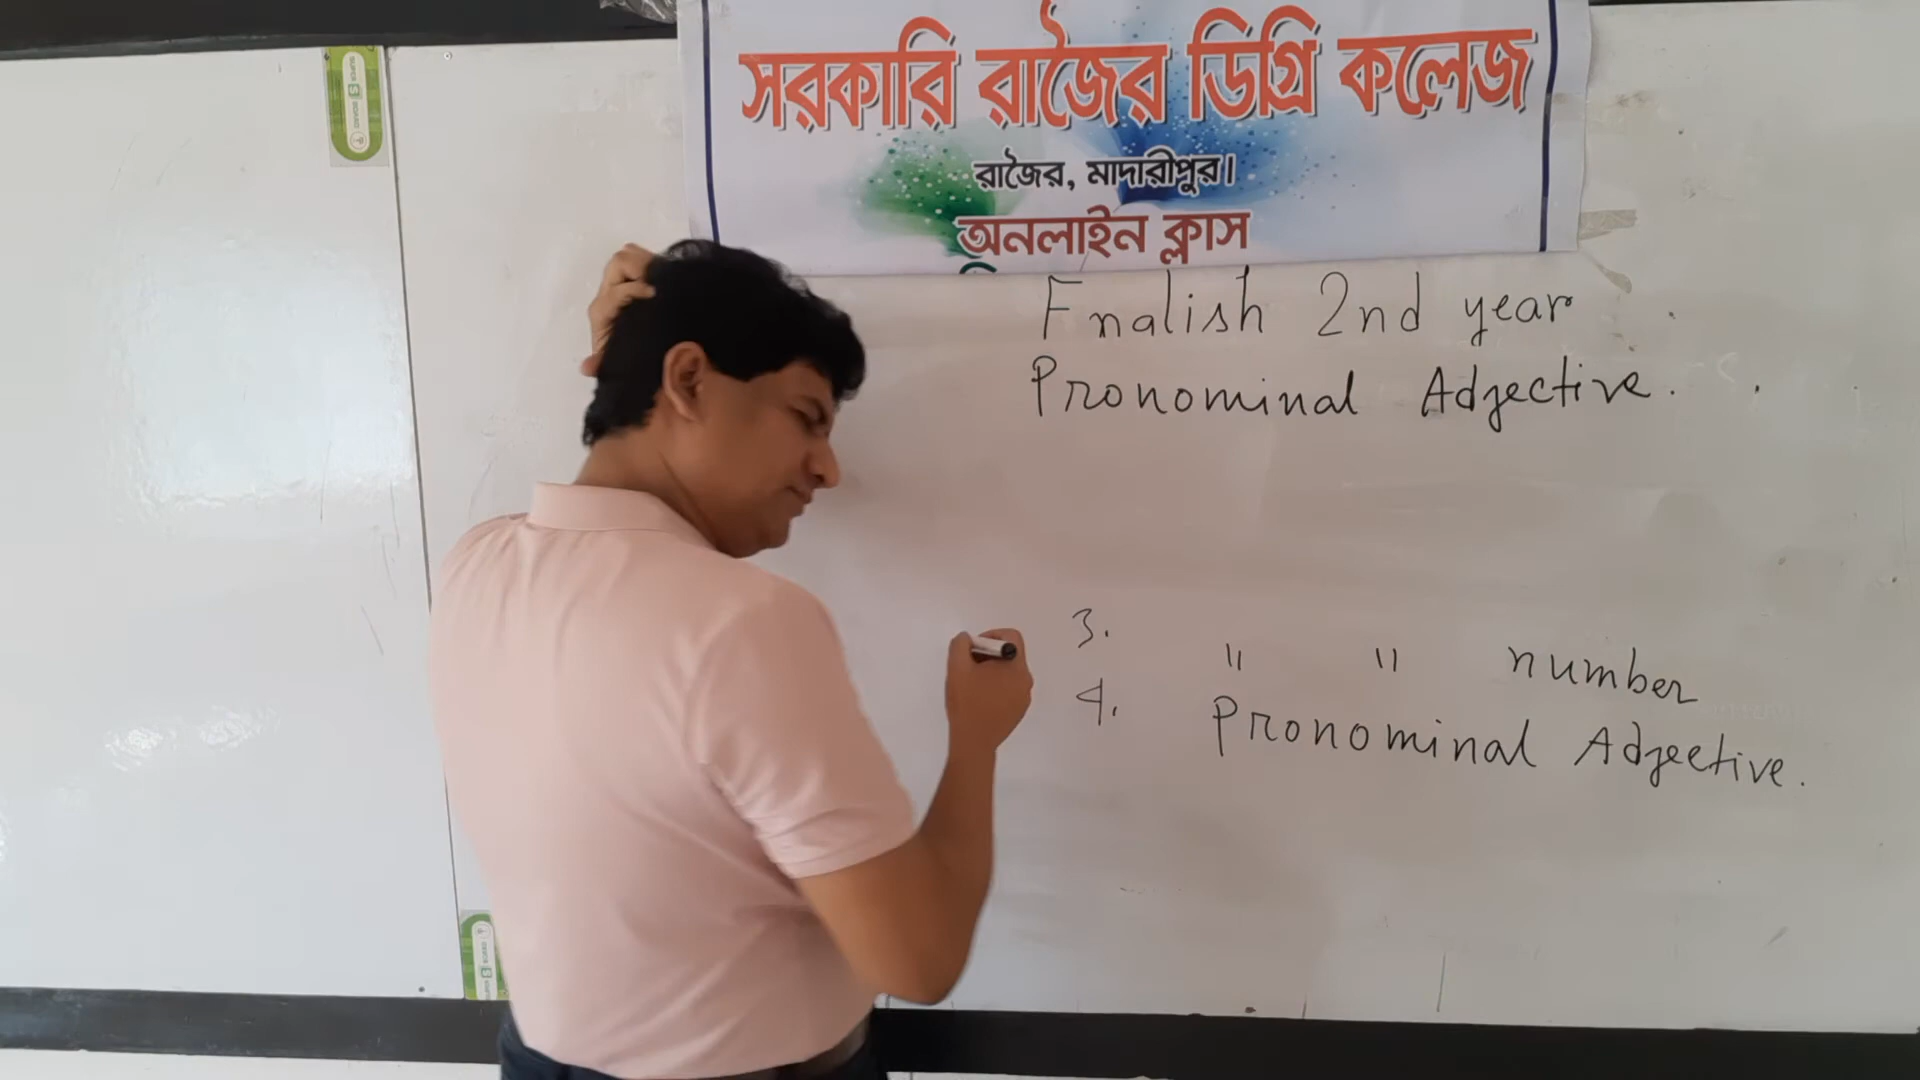 সরকারি রাজৈর ডিগ্রি কলেজ
রাজৈর, মাদারীপুর।
অনলাইন ক্লাস
Fnalish 2nd year
Pronominal Adjective.
3.
" " number
4. Pronominal Adjective.